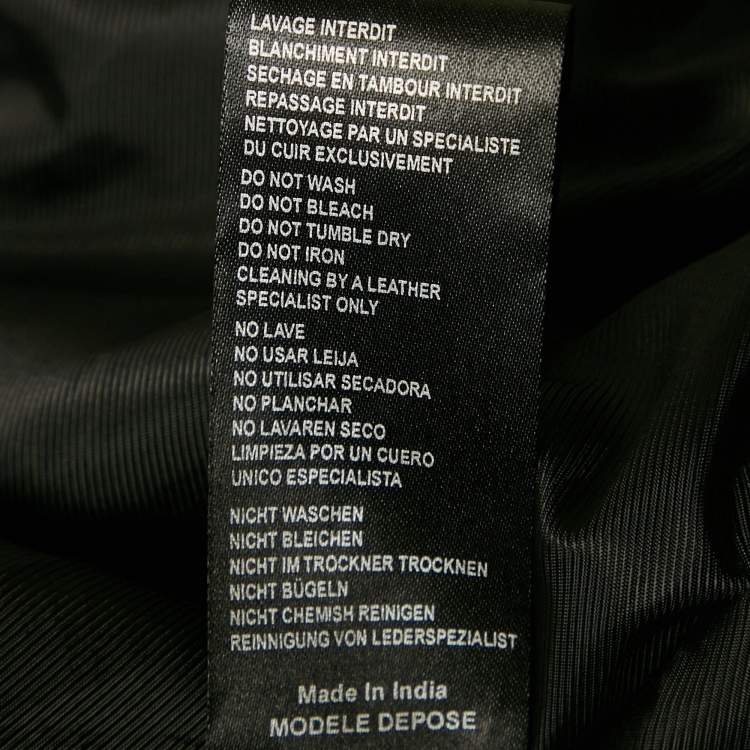 LAVAGE INTERDIT
BLANCHIMENT INTERDIT
SECHAGE EN TAMBOUR INTERDIT
REPASSAGE INTERDIT
NETTOYAGE PAR UN SPECIALISTE
DU CUIR EXCLUSIVEMENT
DO NOT WASH
DO NOT BLEACH
DO NOT TUMBLE DRY
DO NOT IRON
CLEANING BY A LEATHER
SPECIALIST ONLY
NO LAVE
NO USAR LEIJA
NO UTILISAR SECADORA
NO PLANCHAR
NO LAVAREN SECO
LIMPIEZA POR UN CUERO
UNICO ESPECIALISTA
NICHT WASCHEN
NICHT BLEICHEN
NICHT IM TROCKNER TROCKNEN
NICHT BÜGELN
NICHT CHEMISH REINIGEN
REINNIGUNG VON LEDERSPEZIALIST
Made In India
MODELE DEPOSE